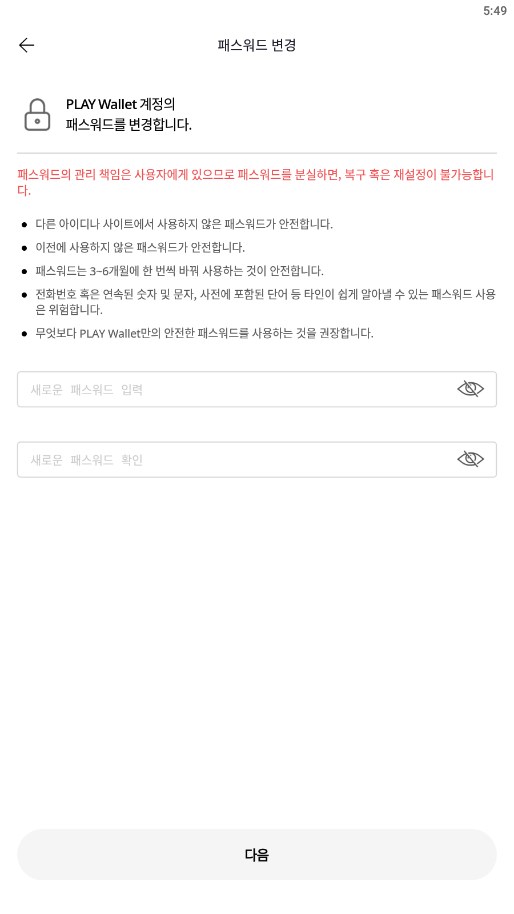 5:49
패스워드 변경
PLAY Wallet 계정의
패스워드를 변경합니다.
패스워드의 관리 책임은 사용자에게 있으므로 패스워드를 분실하면, 복구 혹은 재설정이 불가능합니
다.
다른 아이디나 사이트에서 사용하지 않은 패스워드가 안전합니다.
이전에 사용하지 않은 패스워드가 안전합니다.
패스워드는 3~6개월에 한 번씩 바꿔 사용하는 것이 안전합니다.
전화번호 혹은 연속된 숫자 및 문자, 사전에 포함된 단어 등 타인이 쉽게 알아낼 수 있는 패스워드 사용
은 위험합니다.
무엇보다 PLAY Wallet만의 안전한 패스워드를 사용하는 것을 권장합니다.
새로운 패스워드 입력
새로운 패스워드 확인
다음